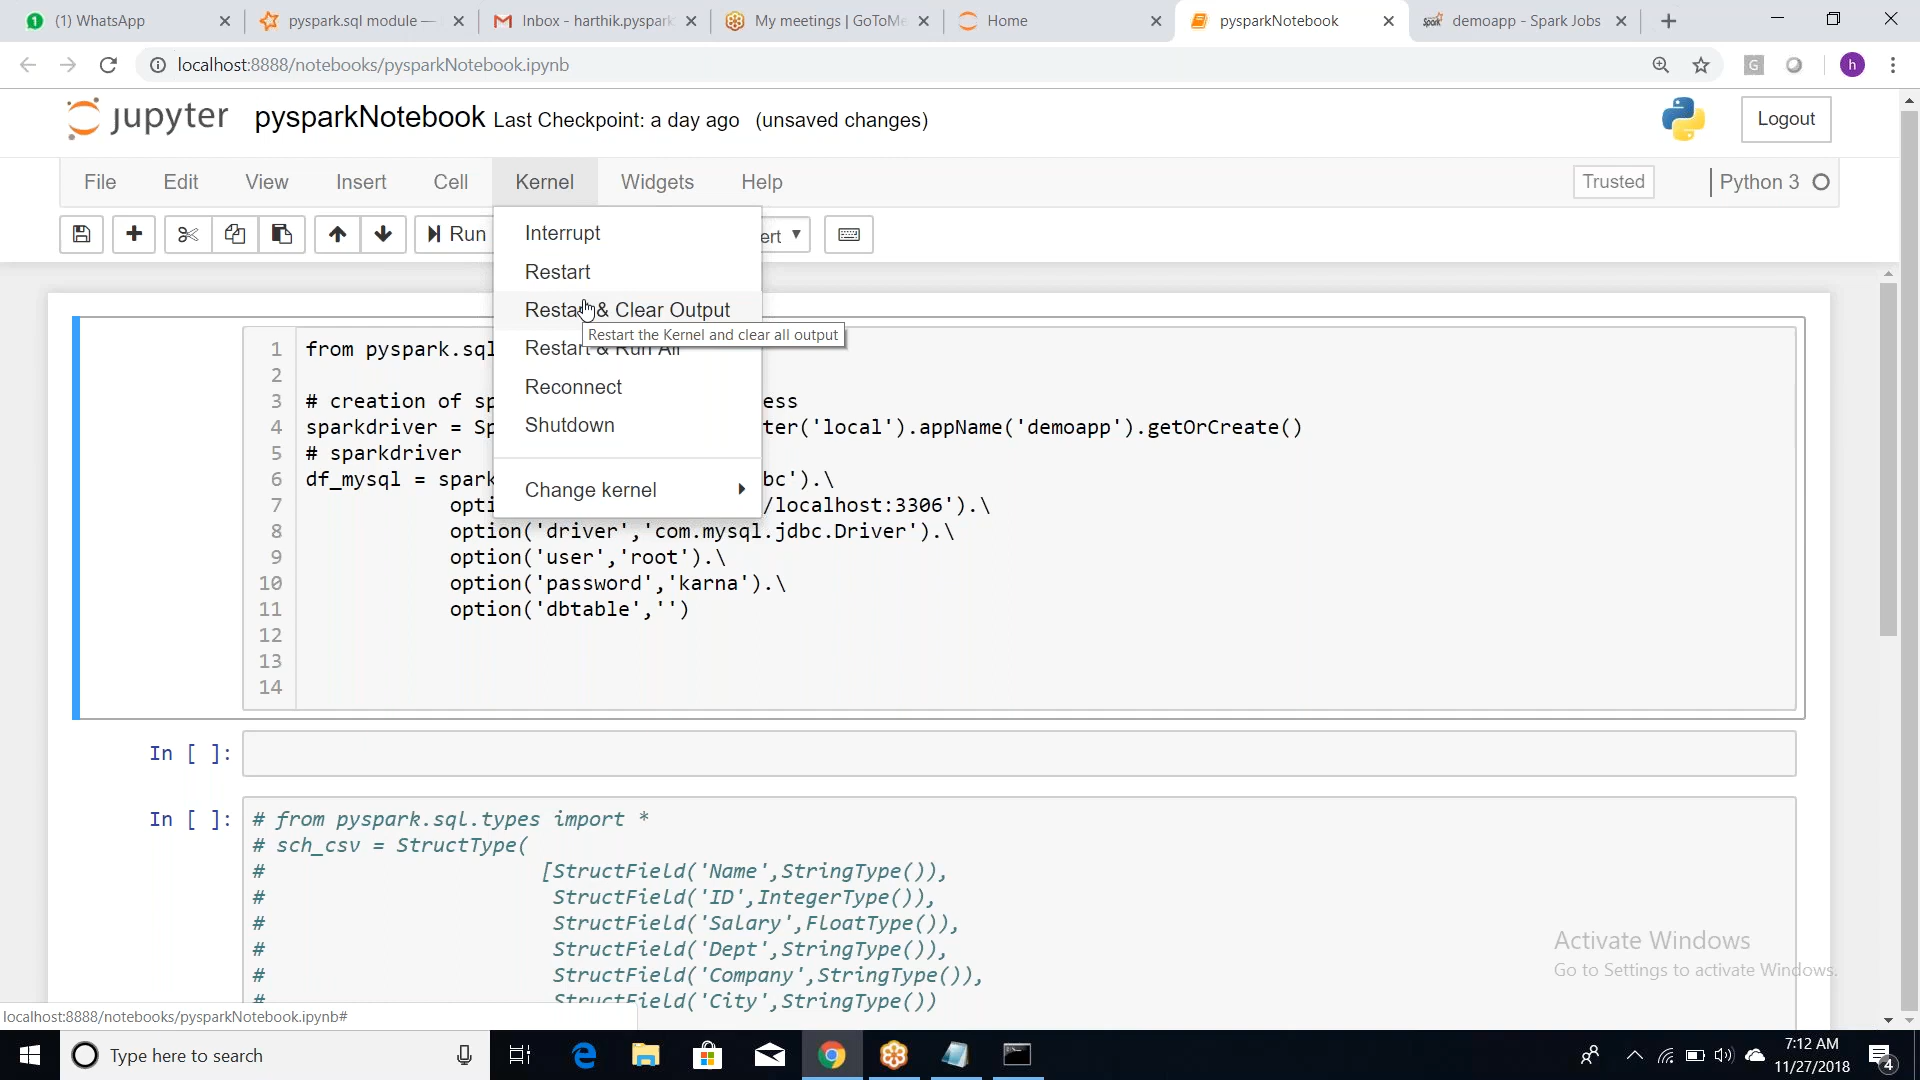 (1) WhatsApp
pyspark.sql module —
Inbox - harthik.pyspark
My meetings | GoToMe
Home
pysparkNotebook
demoapp - Spark Jobs
localhost:8888/notebooks/pysparkNotebook.ipynb
G
h
jupyter pysparkNotebook Last Checkpoint: a day ago (unsaved changes)
Logout
File Edit View Insert Cell Kernel Widgets Help
Trusted
Python 3
Run
ert
Interrupt
Restart
Restart & Clear Output
Restart the Kernel and clear all output
Restart & Run All
Reconnect
Shutdown
Change kernel
1 from pyspark.sql
2
3 # creation of sp ess
4 sparkdriver = Sp ter('local').appName('demoapp').getOrCreate()
5 # sparkdriver
6 df_mysql = spark bc').\
7 opti /localhost:3306').\
8 option('driver','com.mysql.jdbc.Driver').\
9 option('user','root').\
10 option('password','karna').\
11 option('dbtable','')
12
13
14
In [ ]:
In [ ]: # from pyspark.sql.types import *
# sch_csv = StructType(
# [StructField('Name',StringType()),
# StructField('ID',IntegerType()),
# StructField('Salary',FloatType()),
# StructField('Dept',StringType()),
# StructField('Company',StringType()),
# StructField('City',StringType())
Activate Windows
Go to Settings to activate Windows.
localhost:8888/notebooks/pysparkNotebook.ipynb#
Type here to search
7:12 AM
11/27/2018
4